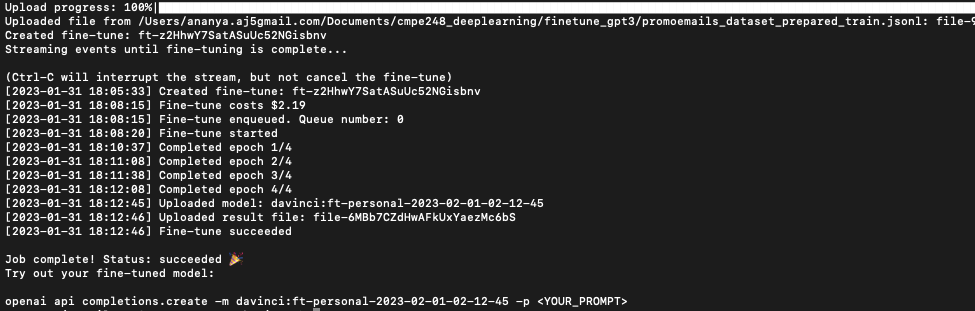 Upload progress: 100%
Uploaded file from /Users/ananya.aj5gmail.com/Documents/cmpe248_deeplearning/finetune_gpt3/promoemails_dataset_prepared_train.jsonl: file-9
Created fine-tune: ft-z2HhwY7SatASuUc52NGisbnv
Streaming events until fine-tuning is complete...
(Ctrl-C will interrupt the stream, but not cancel the fine-tune)
[2023-01-31 18:05:33] Created fine-tune: ft-z2HhwY7SatASuUc52NGisbnv
[2023-01-31 18:08:15] Fine-tune costs $2.19
[2023-01-31 18:08:15] Fine-tune enqueued. Queue number: 0
[2023-01-31 18:08:20] Fine-tune started
[2023-01-31 18:10:37] Completed epoch 1/4
[2023-01-31 18:11:08] Completed epoch 2/4
[2023-01-31 18:11:38] Completed epoch 3/4
[2023-01-31 18:12:08] Completed epoch 4/4
[2023-01-31 18:12:45] Uploaded model: davinci:ft-personal-2023-02-01-02-12-45
[2023-01-31 18:12:46] Uploaded result file: file-6MBb7CZdHwAFkUxYaezMc6bS
[2023-01-31 18:12:46] Fine-tune succeeded
Job complete! Status: succeeded 🎉
Try out your fine-tuned model:
openai api completions.create -m davinci:ft-personal-2023-02-01-02-12-45 -p <YOUR_PROMPT>